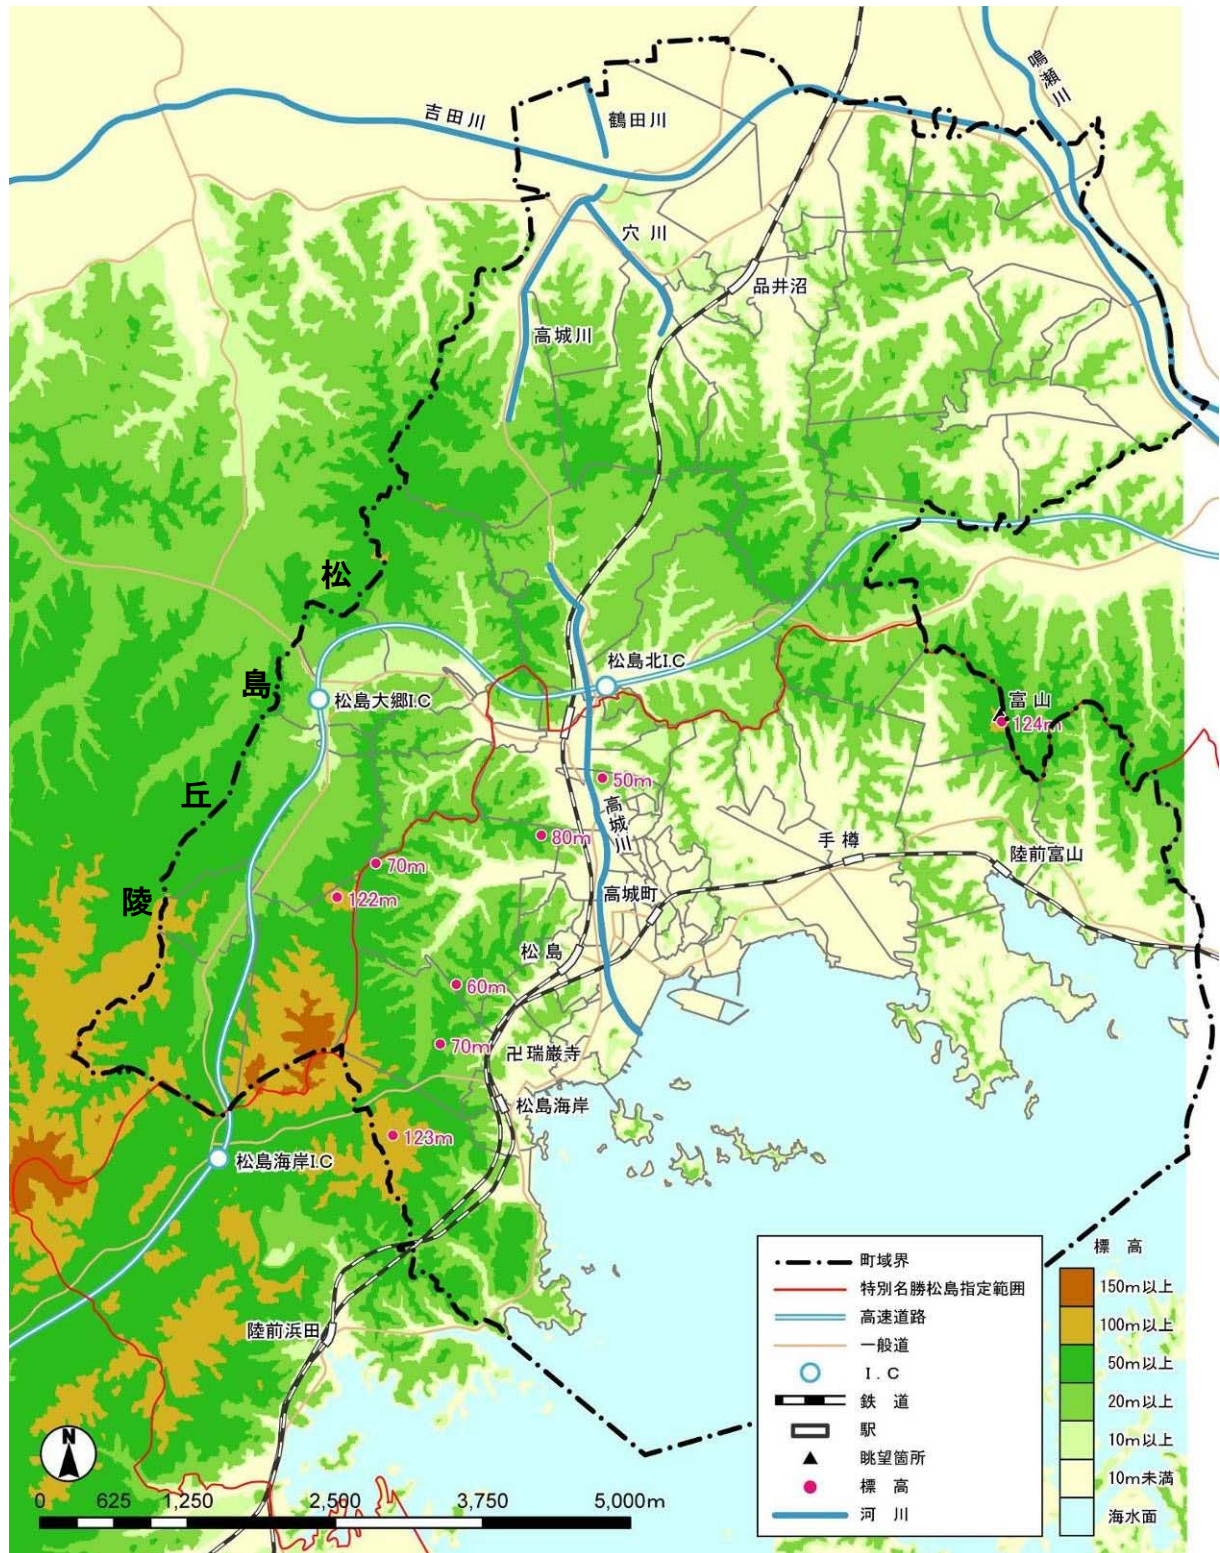 鳴瀬川
吉田川
鶴田川
穴川
品井沼
高城川
松島丘陵
松島北I.C
松島大郷I.C
富山
124m
50m
高城川
80m
手樽
陸前富山
70m
122m
高城町
松島
60m
70m
卍瑞巌寺
松島海岸
123m
松島海岸I.C
陸前浜田
町域界
特別名勝松島指定範囲
高速道路
一般道
I.C
鉄道
駅
眺望箇所
標高
河川
標高
150m以上
100m以上
50m以上
20m以上
10m以上
10m未満
海水面
N
0 625 1,250 2,500 3,750 5,000m